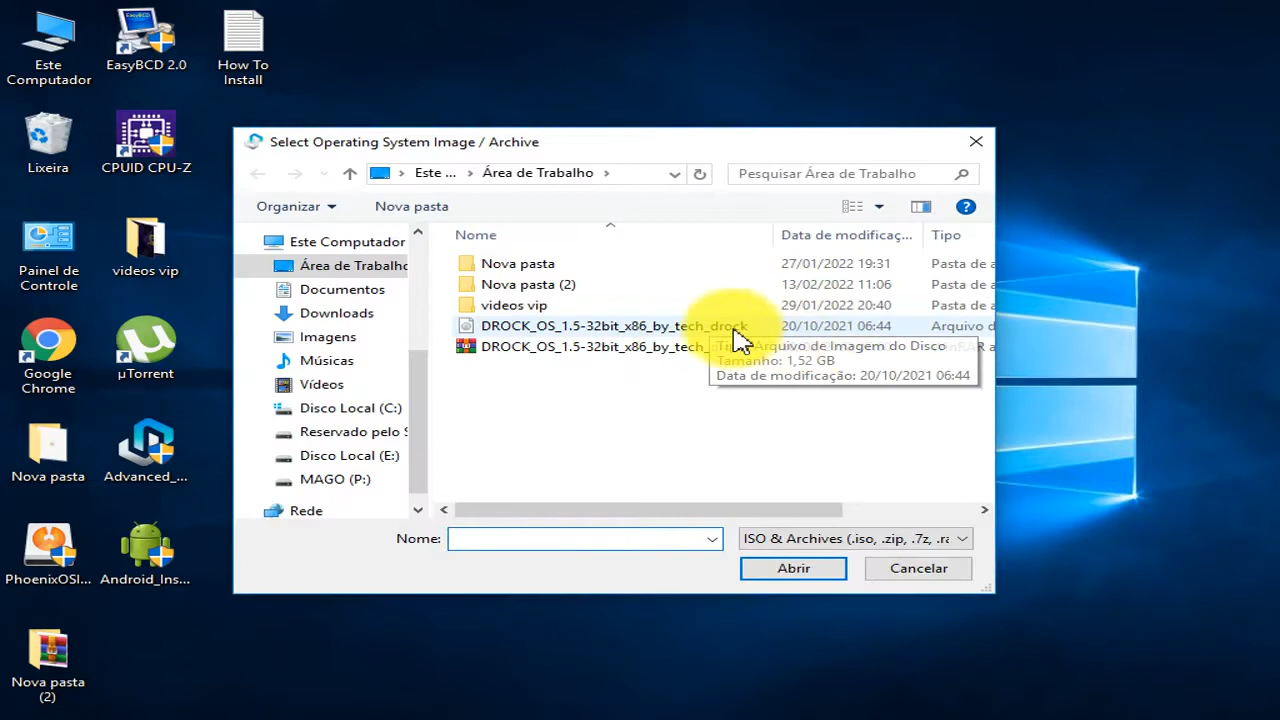 Este
Computador
EasyBCD 2.0
How To
Install
Lixeira
CPUID CPU-Z
Painel de
Controle
videos vip
Google
Chrome
µTorrent
Nova pasta
Advanced_...
PhoenixOSI...
Android_Ins...
Nova pasta
(2)
Select Operating System Image / Archive
Este ... > Área de Trabalho >
Pesquisar Área de Trabalho
Organizar
Nova pasta
Este Computador
Área de Trabalho
Documentos
Downloads
Imagens
Músicas
Vídeos
Disco Local (C:)
Reservado pelo S
Disco Local (E:)
MAGO (P:)
Rede
Nome Data de modificaç... Tipo
Nova pasta 27/01/2022 19:31 Pasta de a
Nova pasta (2) 13/02/2022 11:06 Pasta de a
videos vip 29/01/2022 20:40 Pasta de a
DROCK_OS_1.5-32bit_x86_by_tech_drock 20/10/2021 06:44 Arquivo d
DROCK_OS_1.5-32bit_x86_by_tech_
Arquivo de Imagem do Disco
Tamanho: 1,52 GB
Data de modificação: 20/10/2021 06:44
Nome:
ISO & Archives (.iso, .zip, .7z, .ra
Abrir
Cancelar